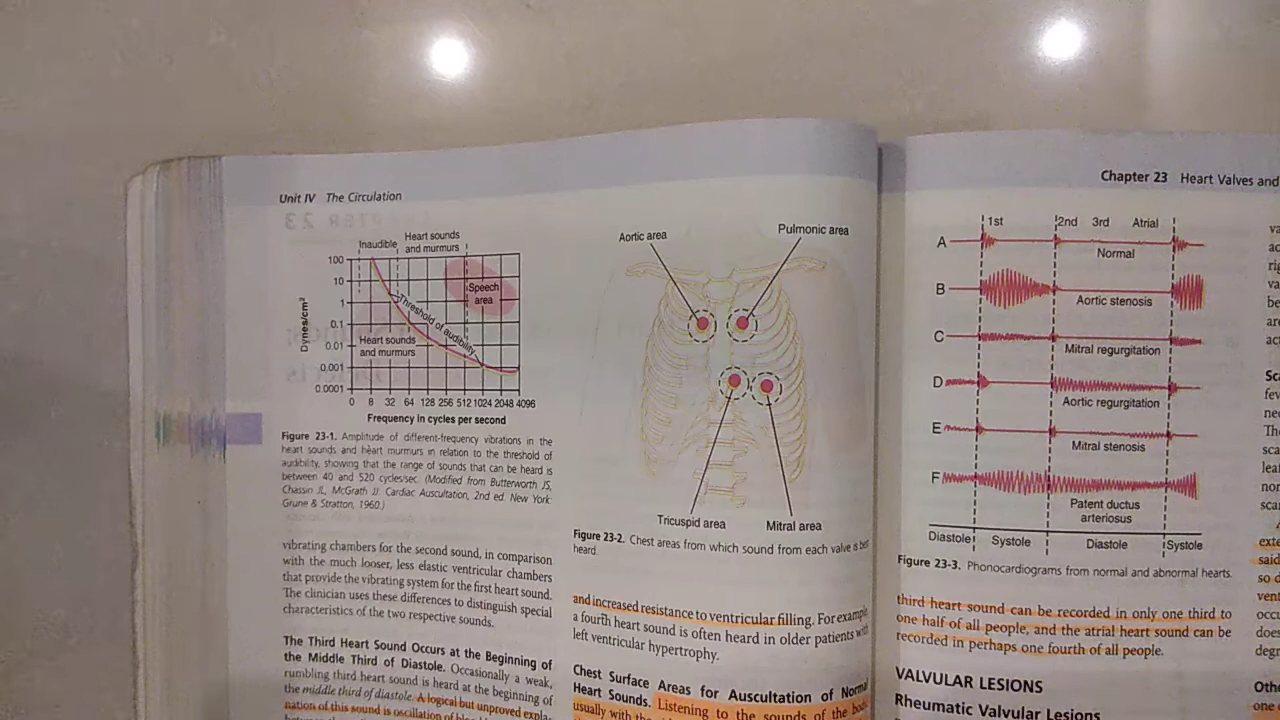 Unit IV The Circulation
Inaudible
Heart sounds
and murmurs
100
10
1
0.1
0.01
0.001
0.0001
Dynes/cm²
Speech
area
Threshold of audibility
Heart sounds
and murmurs
0 8 32 64 128 256 512 1024 2048 4096
Frequency in cycles per second
Figure 23-1. Amplitude of different-frequency vibrations in the
heart sounds and heart murmurs in relation to the threshold of
audibility, showing that the range of sounds that can be heard is
between 40 and 520 cycles/sec. (Modified from Butterworth JS,
Chassin JL, McGrath JJ: Cardiac Auscultation, 2nd ed. New York:
Grune & Stratton, 1960.)
vibrating chambers for the second sound, in comparison
with the much looser, less elastic ventricular chambers
that provide the vibrating system for the first heart sound.
The clinician uses these differences to distinguish special
characteristics of the two respective sounds.
The Third Heart Sound Occurs at the Beginning of
the Middle Third of Diastole. Occasionally a weak,
rumbling third heart sound is heard at the beginning of
the middle third of diastole. A logical but unproved expla-
nation of this sound is oscillation of
Aortic area
Pulmonic area
Tricuspid area
Mitral area
Figure 23-2. Chest areas from which sound from each valve is best
heard.
and increased resistance to ventricular filling. For example,
a fourth heart sound is often heard in older patients with
left ventricular hypertrophy.
Chest Surface Areas for Auscultation of Normal
Heart Sounds. Listening to the sounds of the body,
usually with the
Chapter 23 Heart Valves and
1st 2nd 3rd Atrial
A
Normal
B
Aortic stenosis
C
Mitral regurgitation
D
Aortic regurgitation
E
Mitral stenosis
F
Patent ductus
arteriosus
Diastole Systole Diastole Systole
Figure 23-3. Phonocardiograms from normal and abnormal hearts.
third heart sound can be recorded in only one third to
one half of all people, and the atrial heart sound can be
recorded in perhaps one fourth of all people.
VALVULAR LESIONS
Rheumatic Valvular Lesions